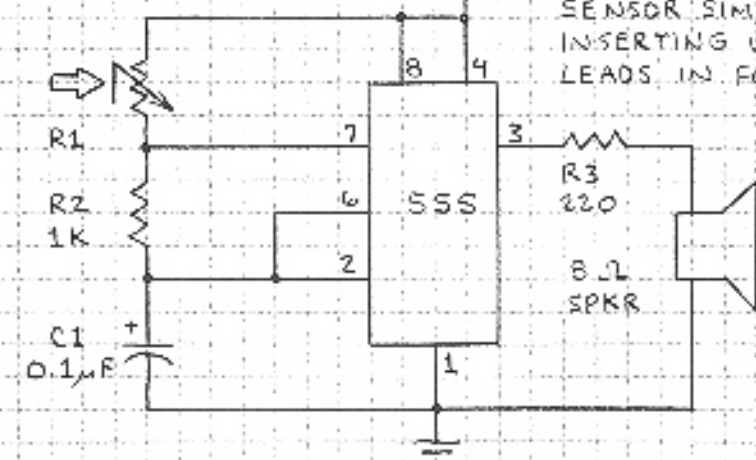 SENSOR SIM
INSERTING
LEADS IN F
8
4
R1
7
3
R3
220
R2
1K
6
555
2
8 Ω
SPKR
+
C1
0.1μF
1